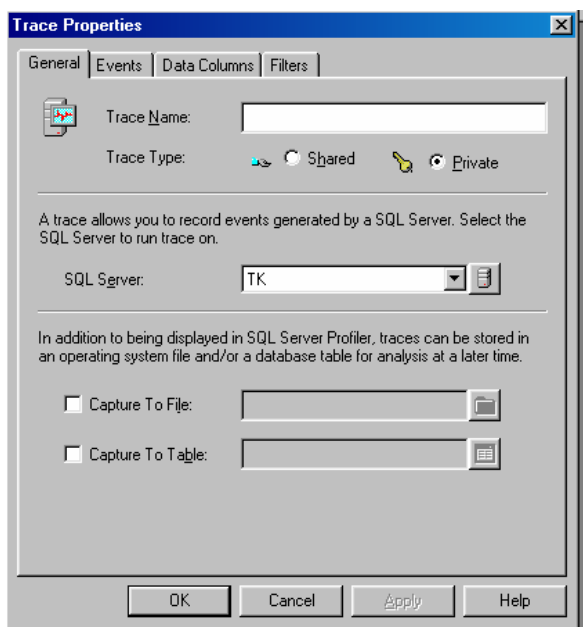 Trace Properties
General Events Data Columns Filters
Trace Name:
Trace Type: Shared Private
A trace allows you to record events generated by a SQL Server. Select the
SQL Server to run trace on.
SQL Server: TK
In addition to being displayed in SQL Server Profiler, traces can be stored in
an operating system file and/or a database table for analysis at a later time.
Capture To File:
Capture To Table:
OK Cancel Apply Help